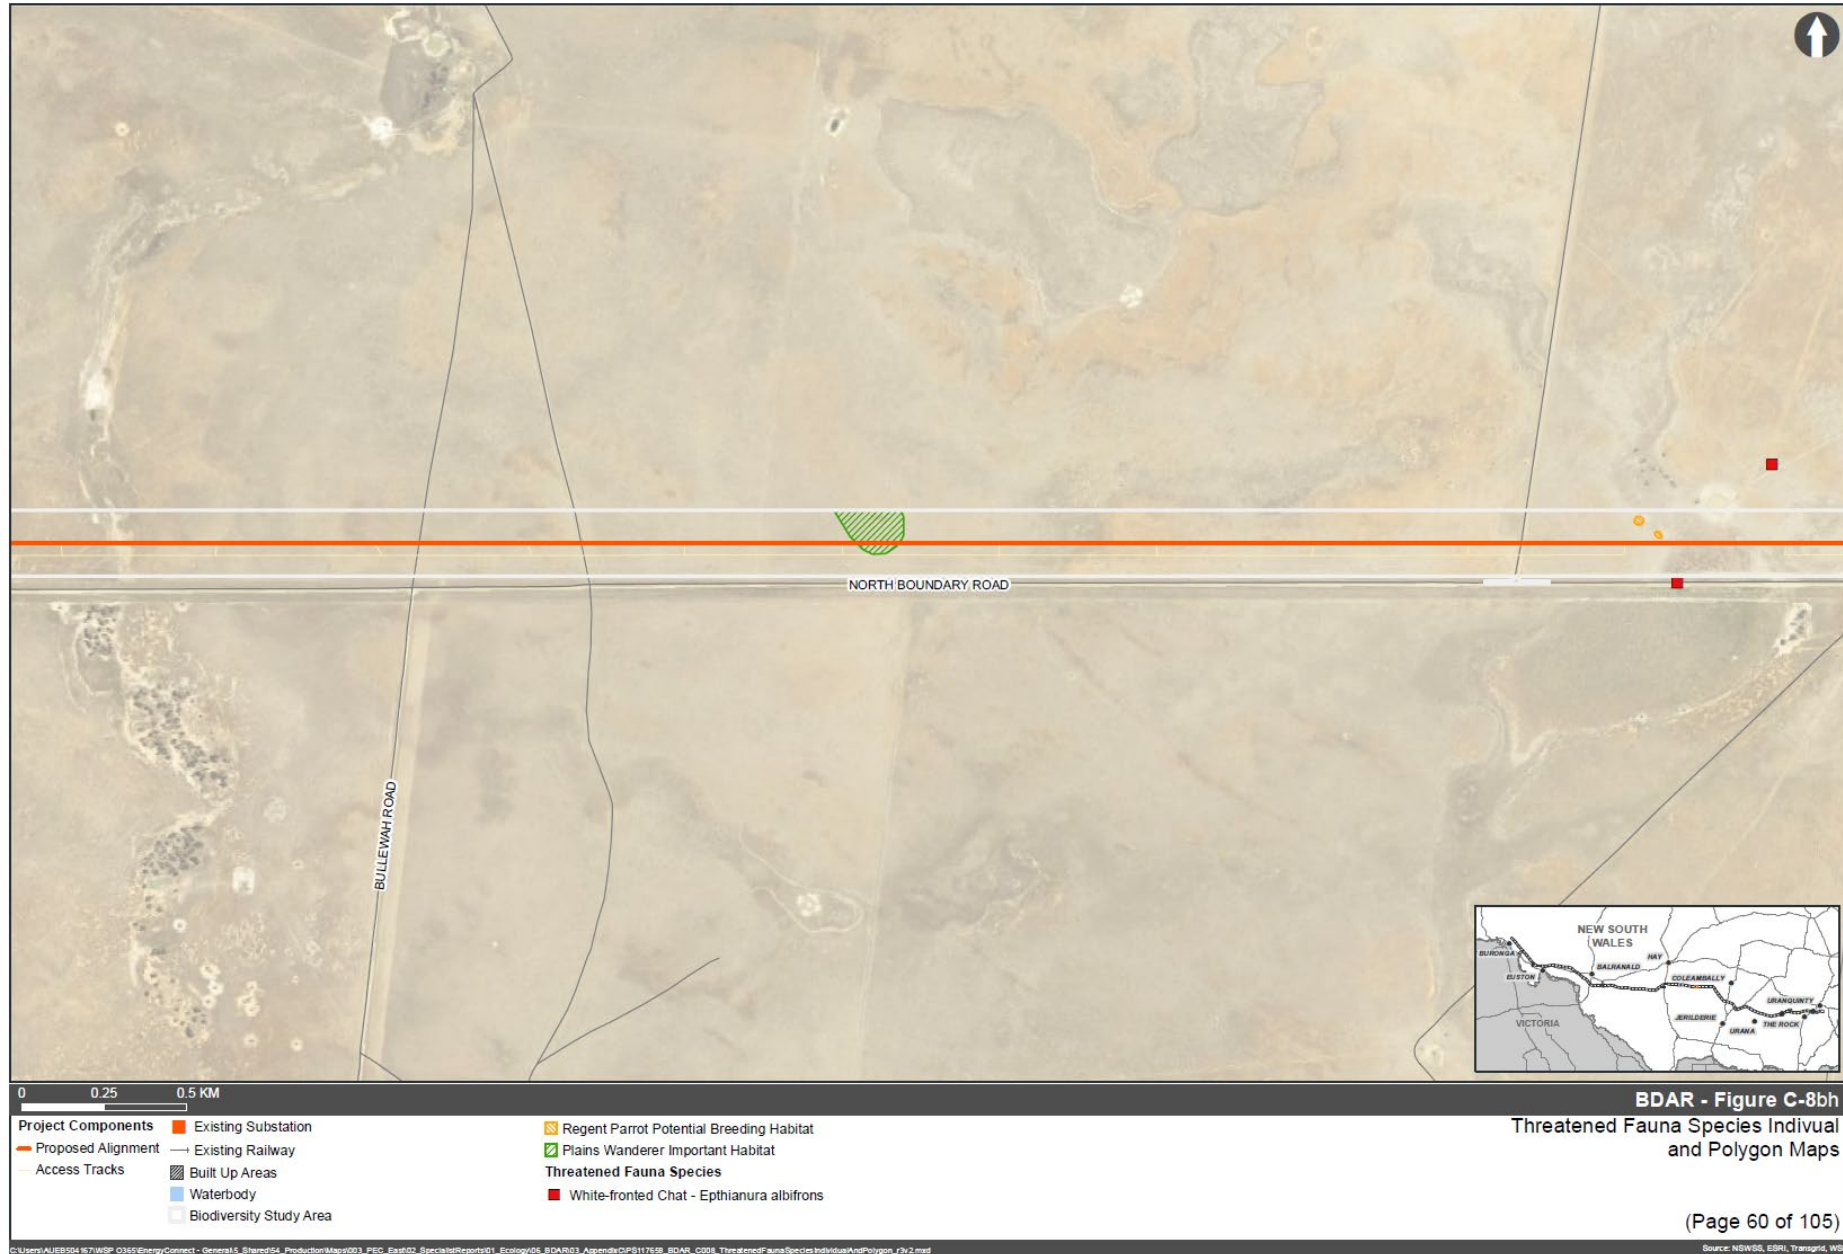 NORTH BOUNDARY ROAD
BULLEWAH ROAD
NEW SOUTH
WALES
BURONGA
EUSTON
BALRANALD
HAY
COLEAMBALLY
URANQUINTY
JERILDERIE
URANA
THE ROCK
VICTORIA
0 0.25 0.5 KM
BDAR - Figure C-8bh
Threatened Fauna Species Indivual
and Polygon Maps
(Page 60 of 105)
Project Components
Proposed Alignment
Access Tracks
Existing Substation
Existing Railway
Built Up Areas
Waterbody
Biodiversity Study Area
Regent Parrot Potential Breeding Habitat
Plains Wanderer Important Habitat
Threatened Fauna Species
White-fronted Chat - Epthianura albifrons
Source: NSWSS, ESRI, Transgrid, WS